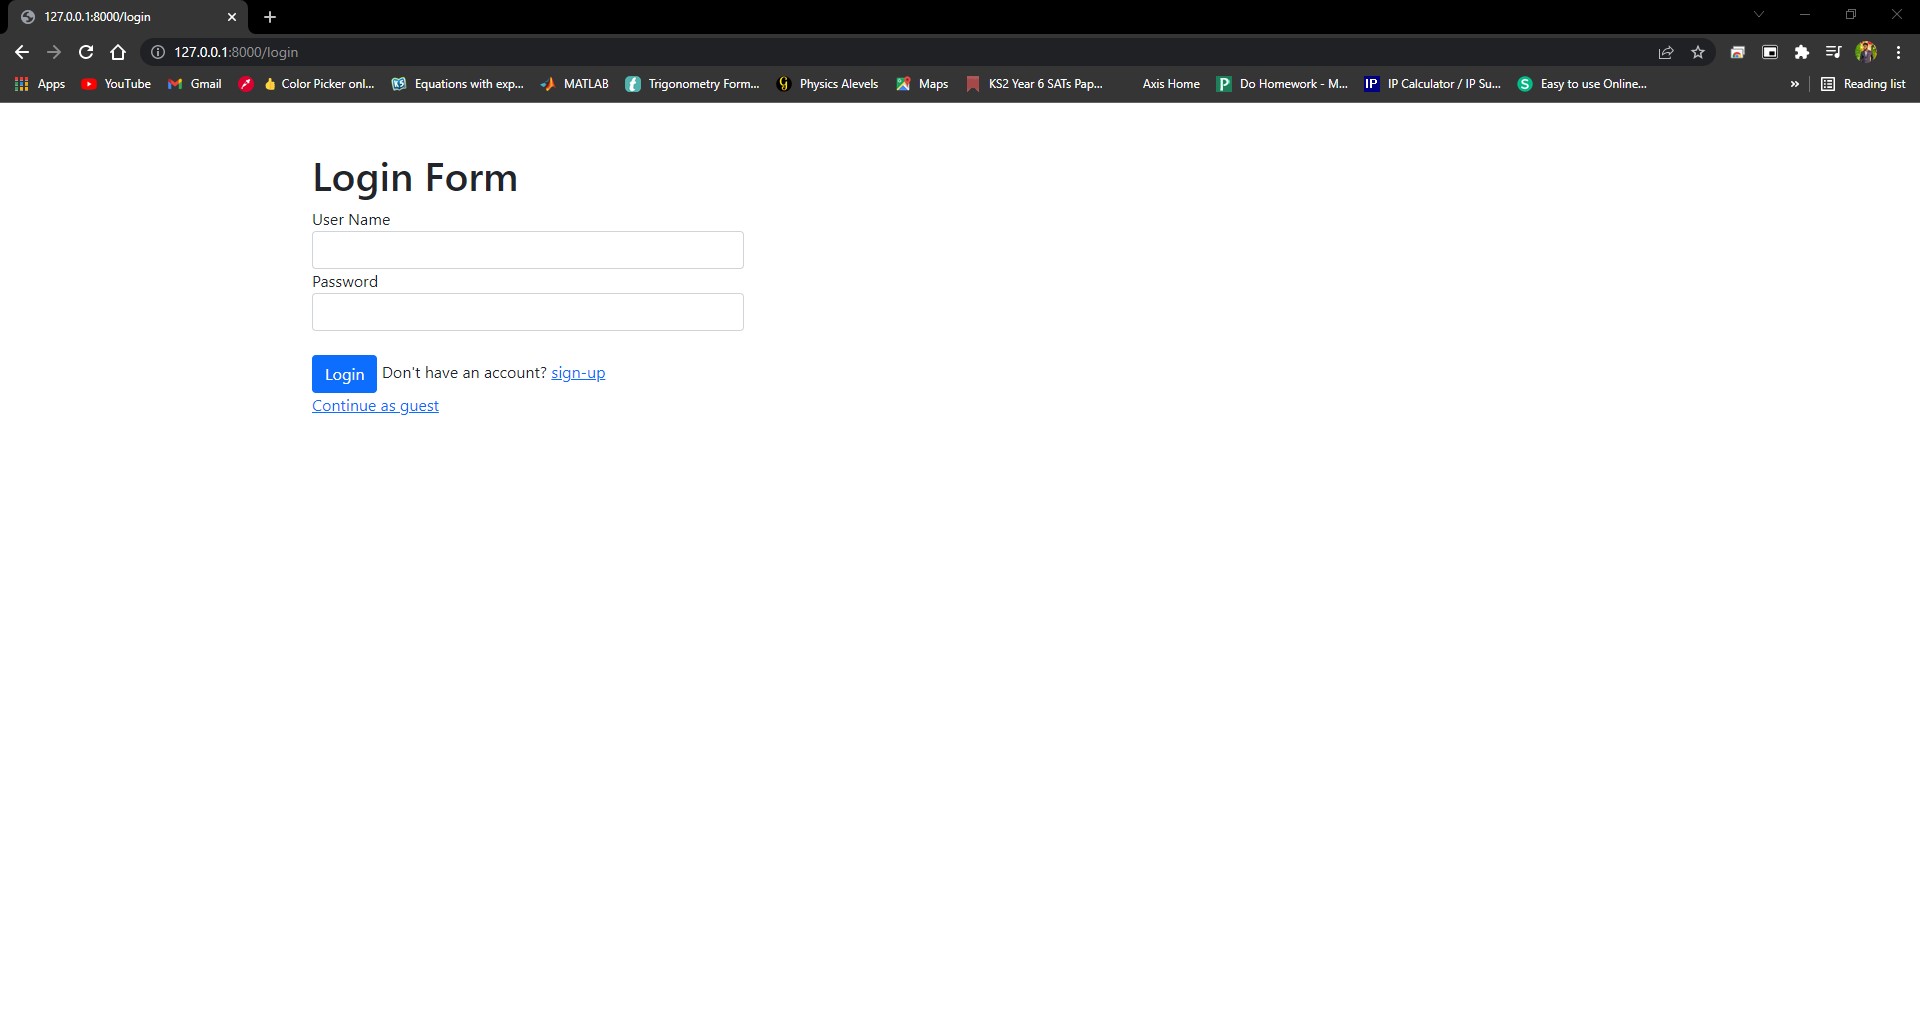 127.0.0.1:8000/login
127.0.0.1:8000/login
Apps YouTube Gmail Color Picker onl... Equations with exp... MATLAB Trigonometry Form... Physics Alevels Maps KS2 Year 6 SATs Pap... Axis Home Do Homework - M... IP IP Calculator / IP Su... Easy to use Online... » Reading list
Login Form
User Name
Password
Login Don't have an account? sign-up
Continue as guest